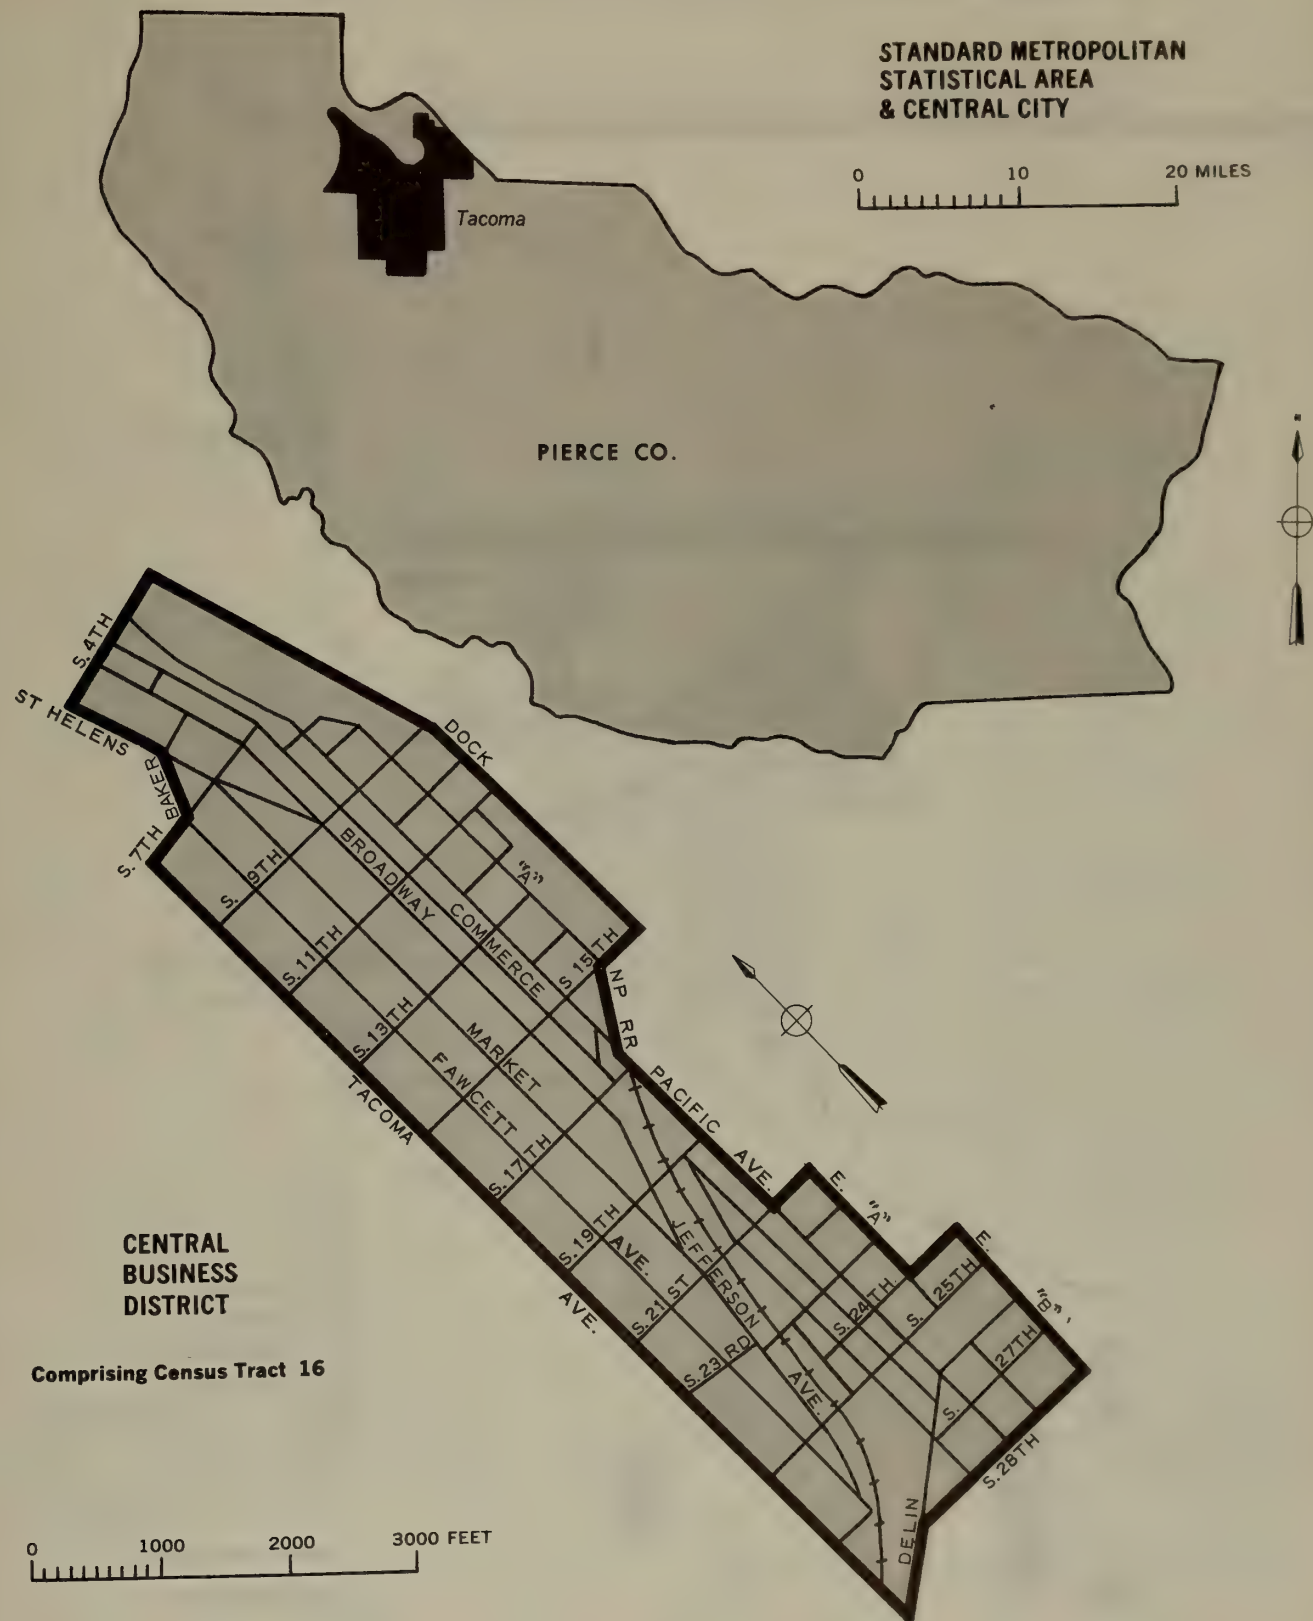 STANDARD METROPOLITAN
STATISTICAL AREA
& CENTRAL CITY
0 10 20 MILES
Tacoma
PIERCE CO.
S. 4TH
ST HELENS
BAKER
S. 7TH
DOCK
S. 9TH
BROADWAY
"A"
COMMERCE
S. 11TH
S 15TH
NP RR
S. 13TH
MARKET
FAWCETT AVE.
TACOMA AVE.
PACIFIC AVE.
S. 17TH
E. "A"
S. 19TH
JEFFERSON AVE.
S. 21 ST
S. 23 RD
S. 24TH
S. 25TH
E. "B"
S. 27TH
S. 28TH
DELIN
CENTRAL
BUSINESS
DISTRICT
Comprising Census Tract 16
0 1000 2000 3000 FEET